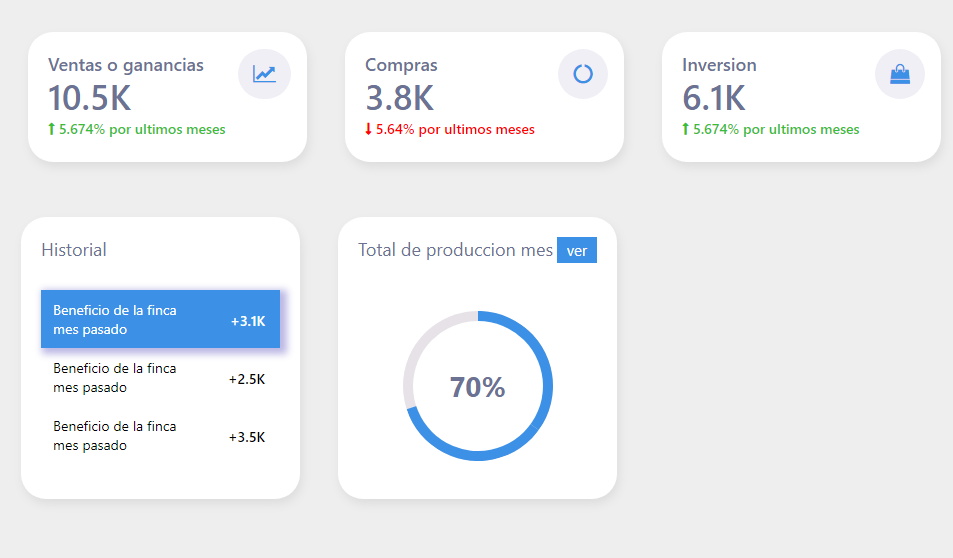 Ventas o ganancias
10.5K
5.674% por ultimos meses
Compras
3.8K
5.64% por ultimos meses
Inversion
6.1K
5.674% por ultimos meses
Historial
Beneficio de la finca
mes pasado
+3.1K
Beneficio de la finca
mes pasado
+2.5K
Beneficio de la finca
mes pasado
+3.5K
Total de produccion mes ver
70%